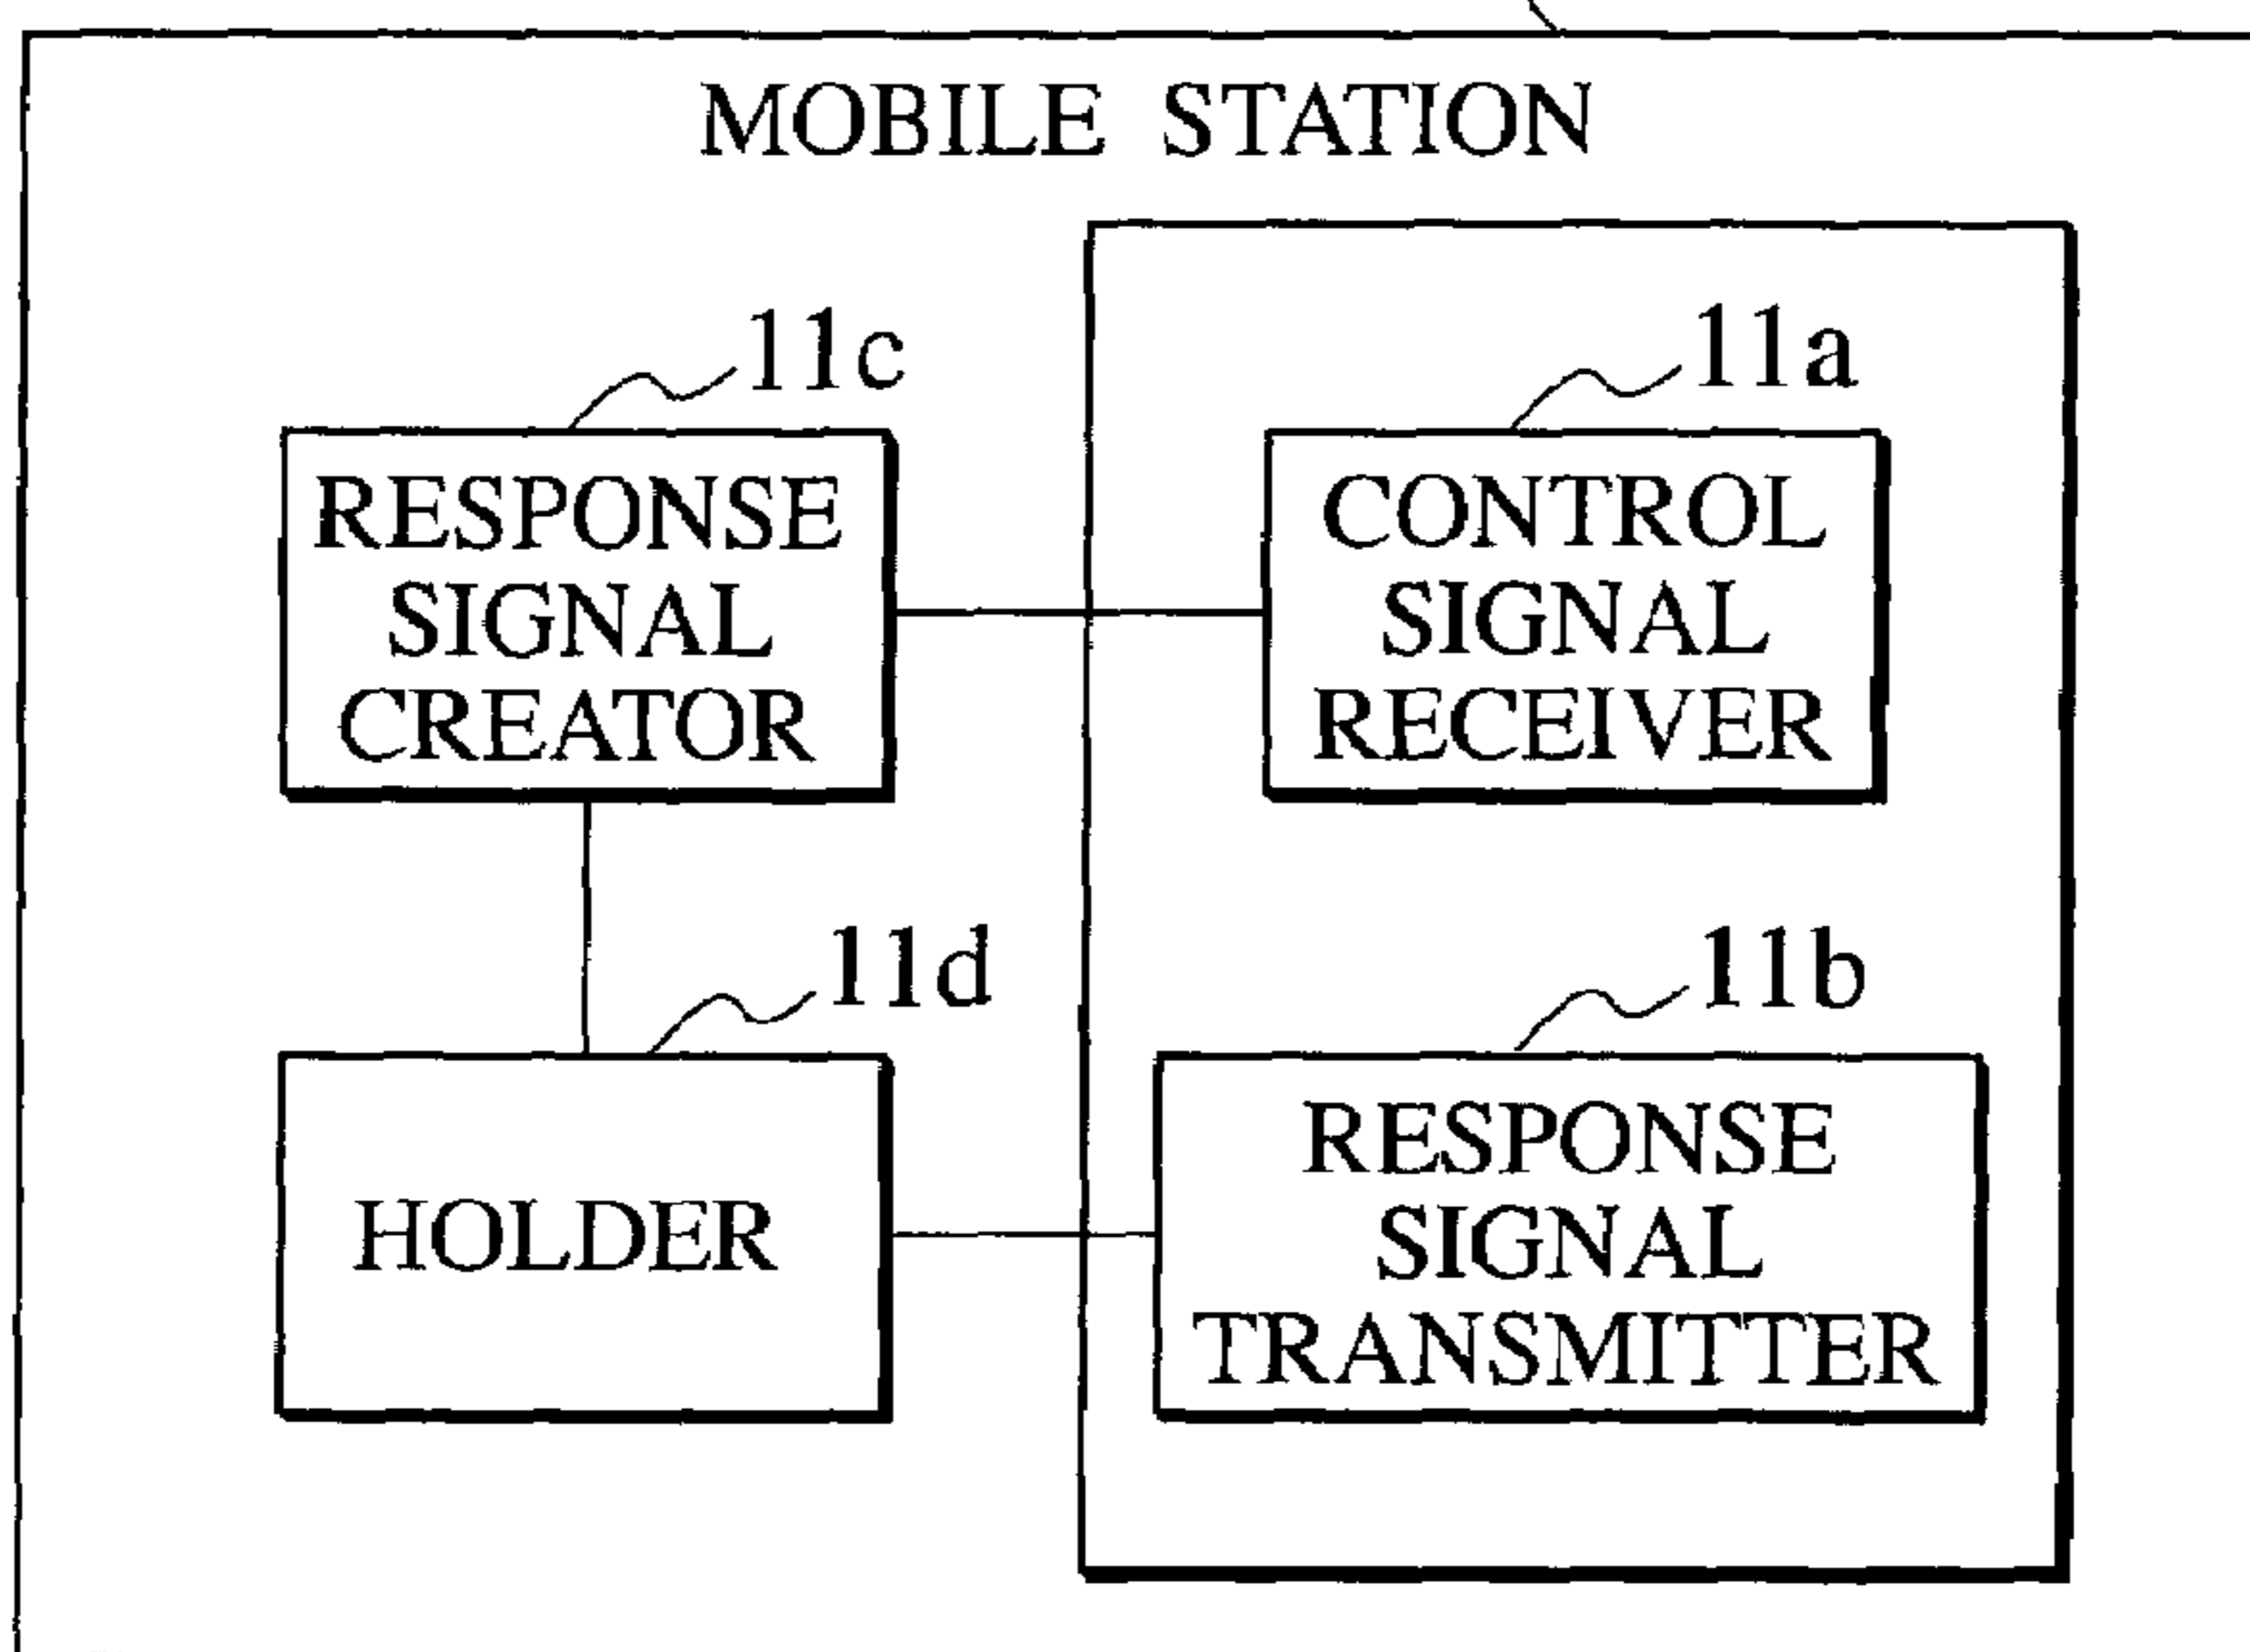 MOBILE STATION
11c
RESPONSE
SIGNAL
CREATOR
11a
CONTROL
SIGNAL
RECEIVER
11d
HOLDER
11b
RESPONSE
SIGNAL
TRANSMITTER